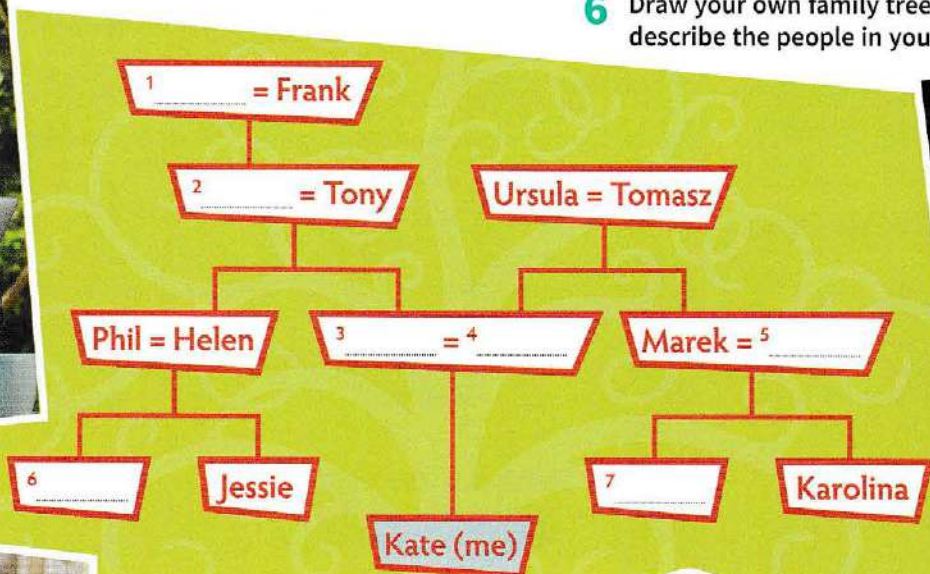 6 Draw your own family tree
describe the people in you
1 = Frank
2 = Tony
Ursula = Tomasz
Phil = Helen
3 = 4
Marek = 5
6
Jessie
7
Karolina
Kate (me)